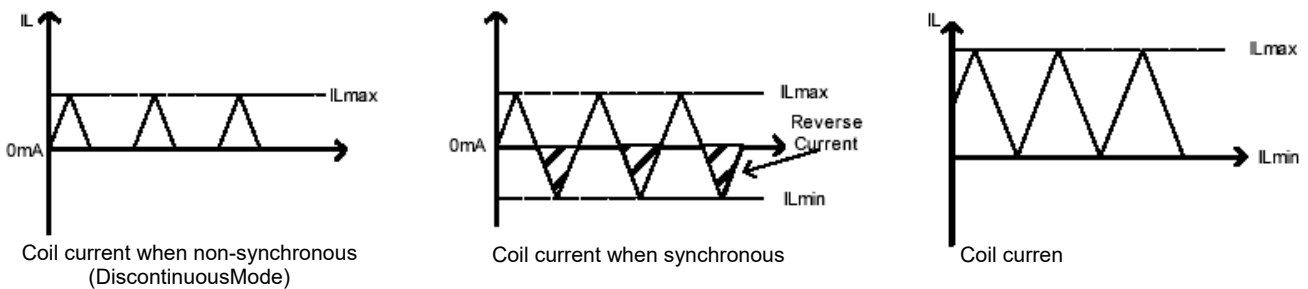 IL
ILmax
0mA
Coil current when non-synchronous
(DiscontinuousMode)
ILmax
Reverse
Current
0mA
ILmin
Coil current when synchronous
IL
ILmax
ILmin
Coil curren